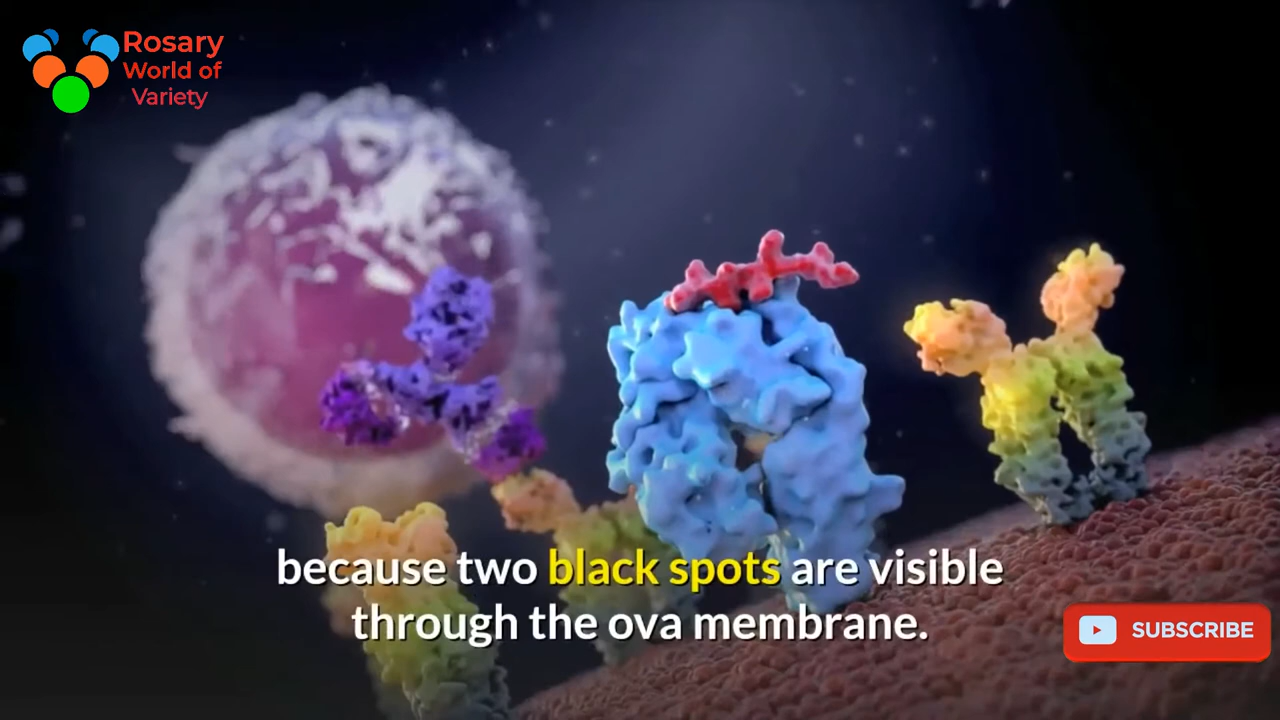 Rosary
World of
Variety
because two black spots are visible
through the ova membrane.
SUBSCRIBE